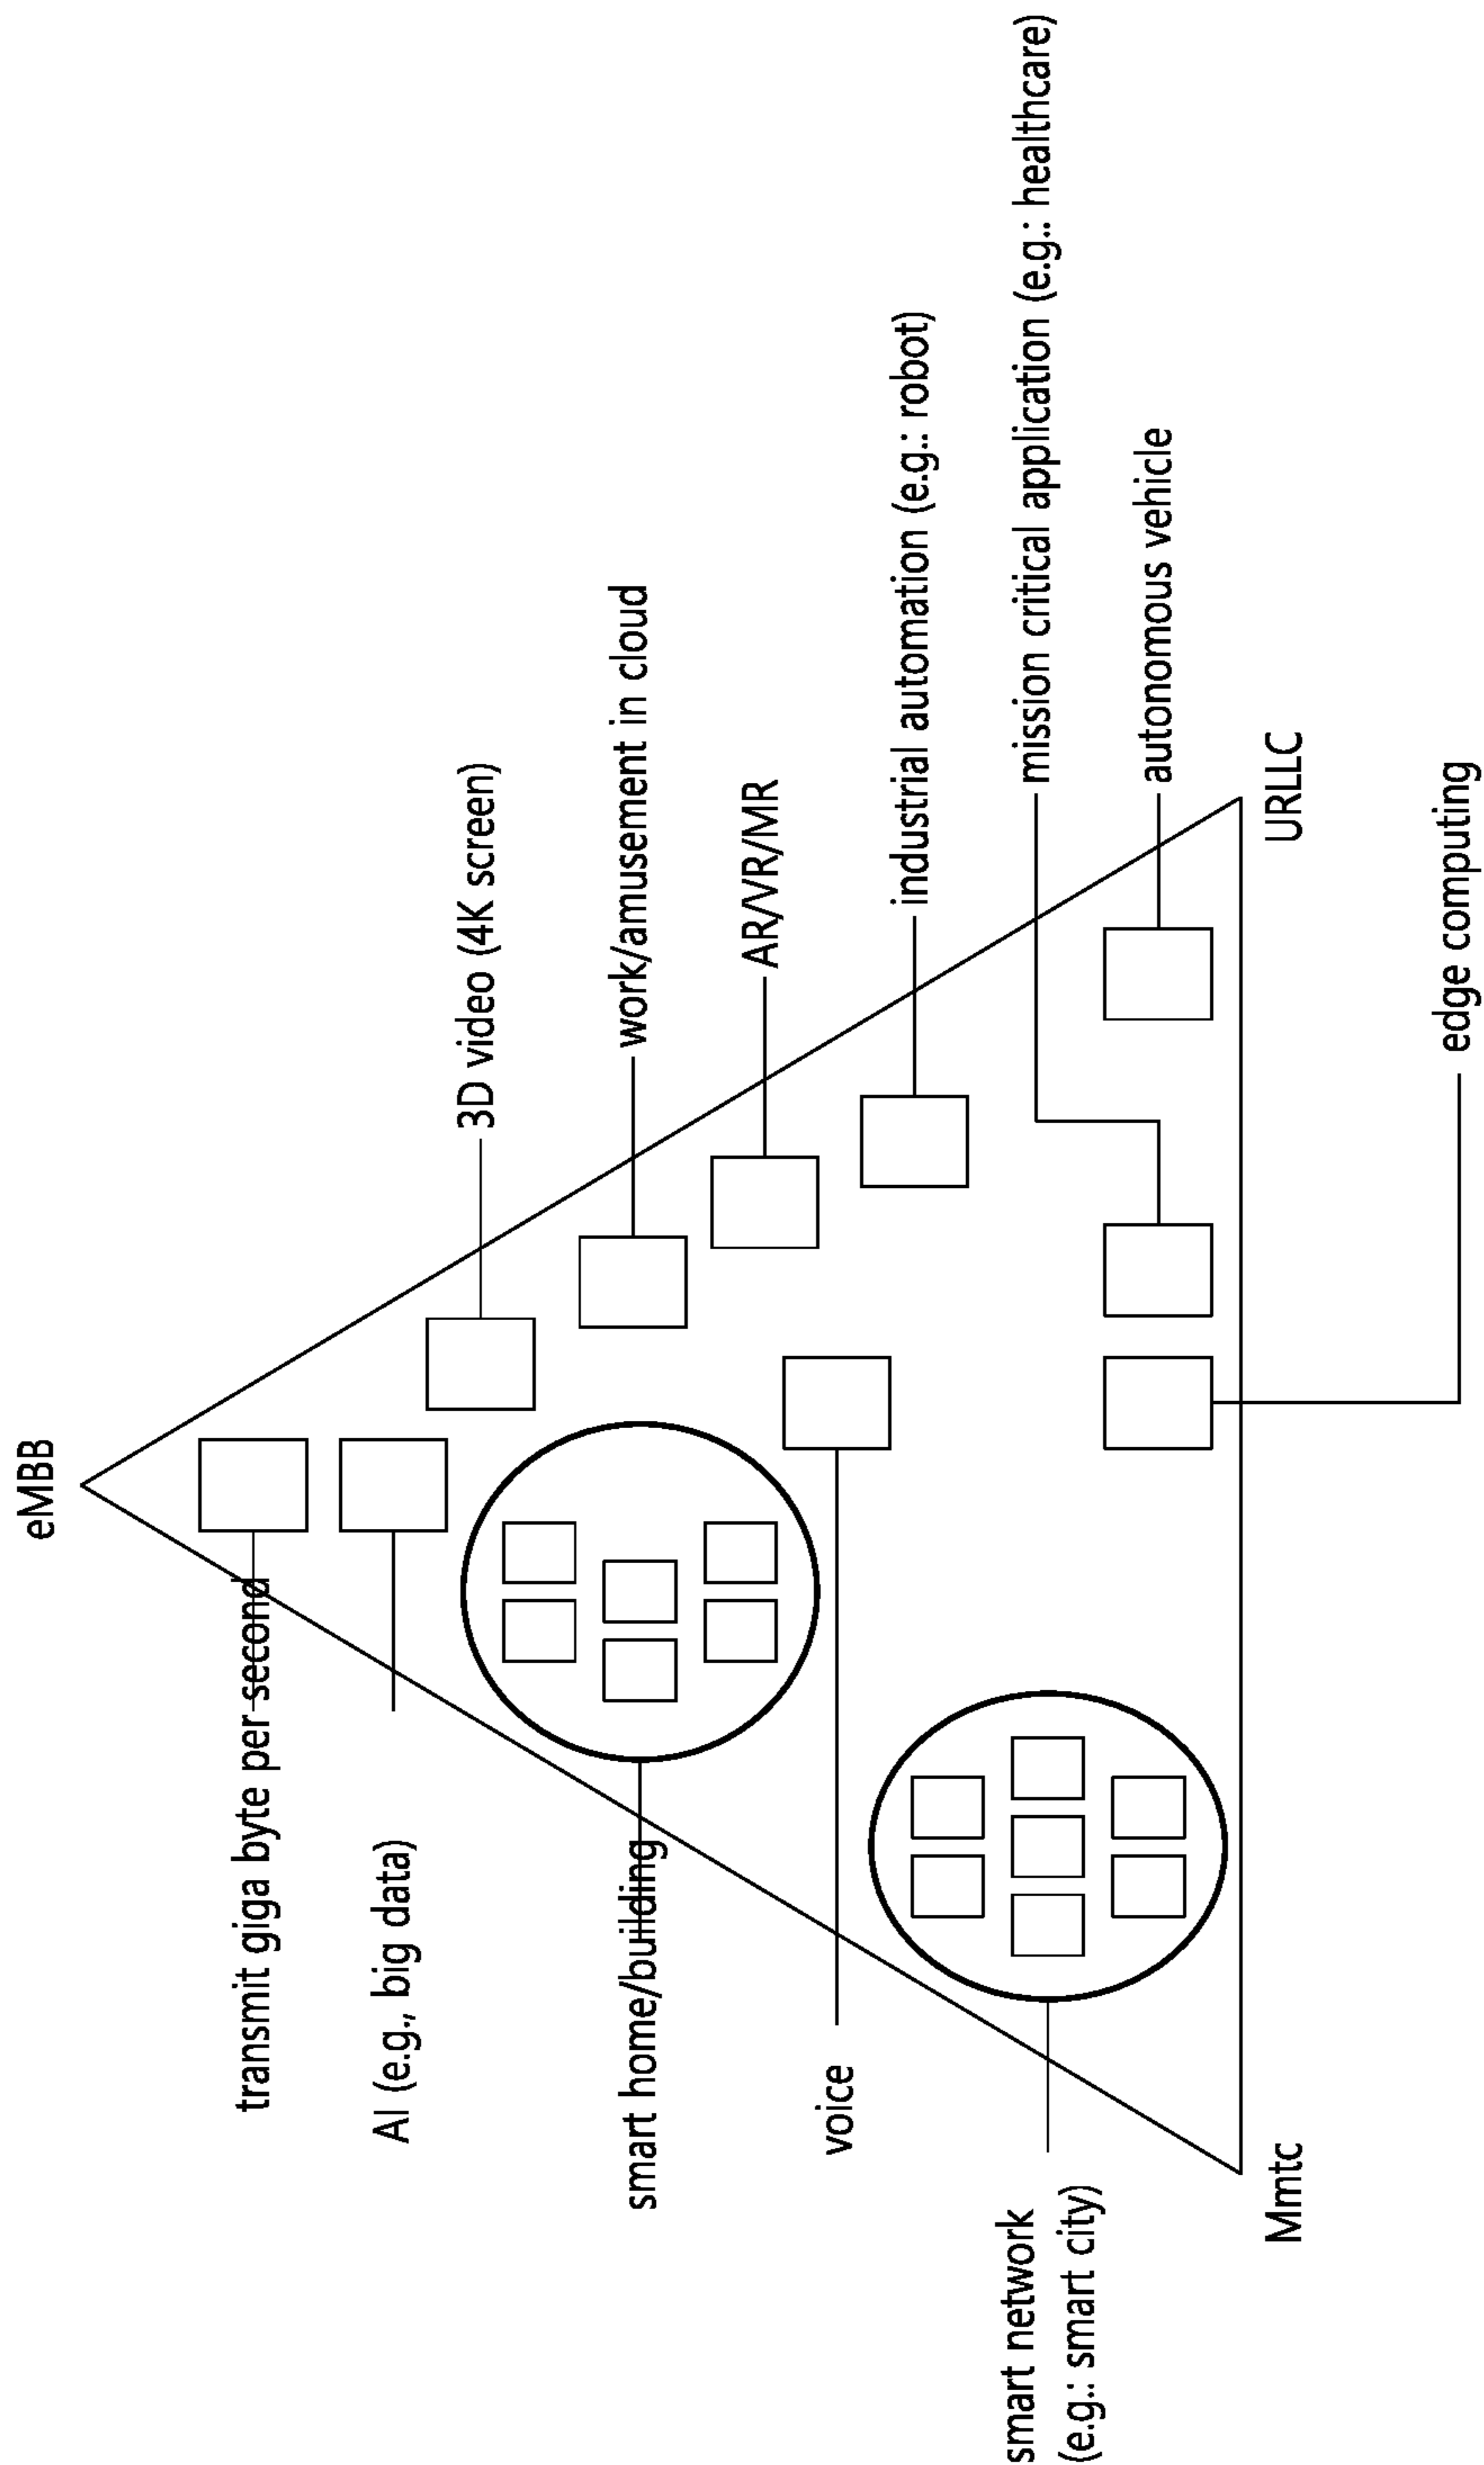 eMBB
transmit giga byte per second
AI (e.g., big data)
3D video (4K screen)
smart home/building
work/amusement in cloud
AR/VR/MR
voice
industrial automation (e.g.: robot)
smart network
(e.g.: smart city)
mission critical application (e.g.: healthcare)
autonomous vehicle
Mmtc
URLLC
edge computing